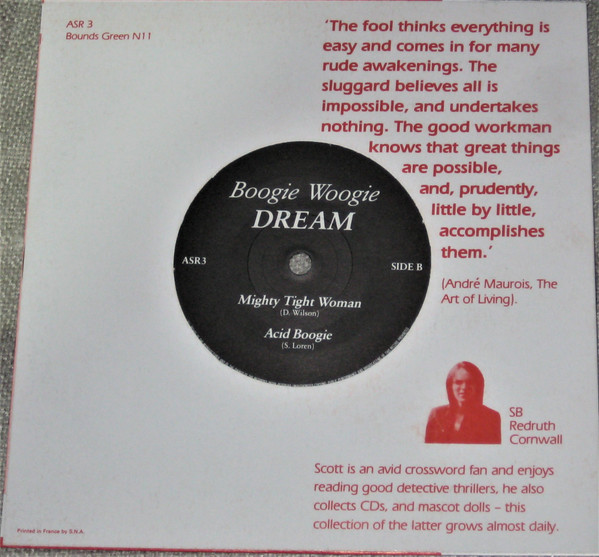 ASR 3
Bounds Green N11
'The fool thinks everything is
easy and comes in for many
rude awakenings. The
sluggard believes all is
impossible, and undertakes
nothing. The good workman
knows that great things
are possible,
and, prudently,
little by little,
accomplishes
them.'
(André Maurois, The
Art of Living).
Boogie Woogie
DREAM
ASR3
SIDE B
Mighty Tight Woman
(D. Wilson)
Acid Boogie
(S. Loren)
SB
Redruth
Cornwall
Scott is an avid crossword fan and enjoys
reading good detective thrillers, he also
collects CDs, and mascot dolls – this
collection of the latter grows almost daily.
Printed in France by S.N.A.